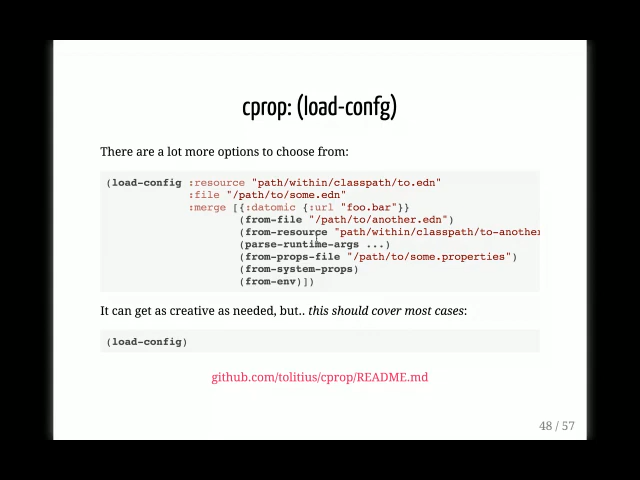 cprop: (load-confg)
There are a lot more options to choose from:
(load-config :resource "path/within/classpath/to.edn"
:file "/path/to/some.edn"
:merge [{:datomic {:url "foo.bar"}}
(from-file "/path/to/another.edn")
(from-resource "path/within/classpath/to-another
(parse-runtime-args ...)
(from-props-file "/path/to/some.properties")
(from-system-props)
(from-env)])
It can get as creative as needed, but.. this should cover most cases:
(load-config)
github.com/tolitius/cprop/README.md
48 / 57